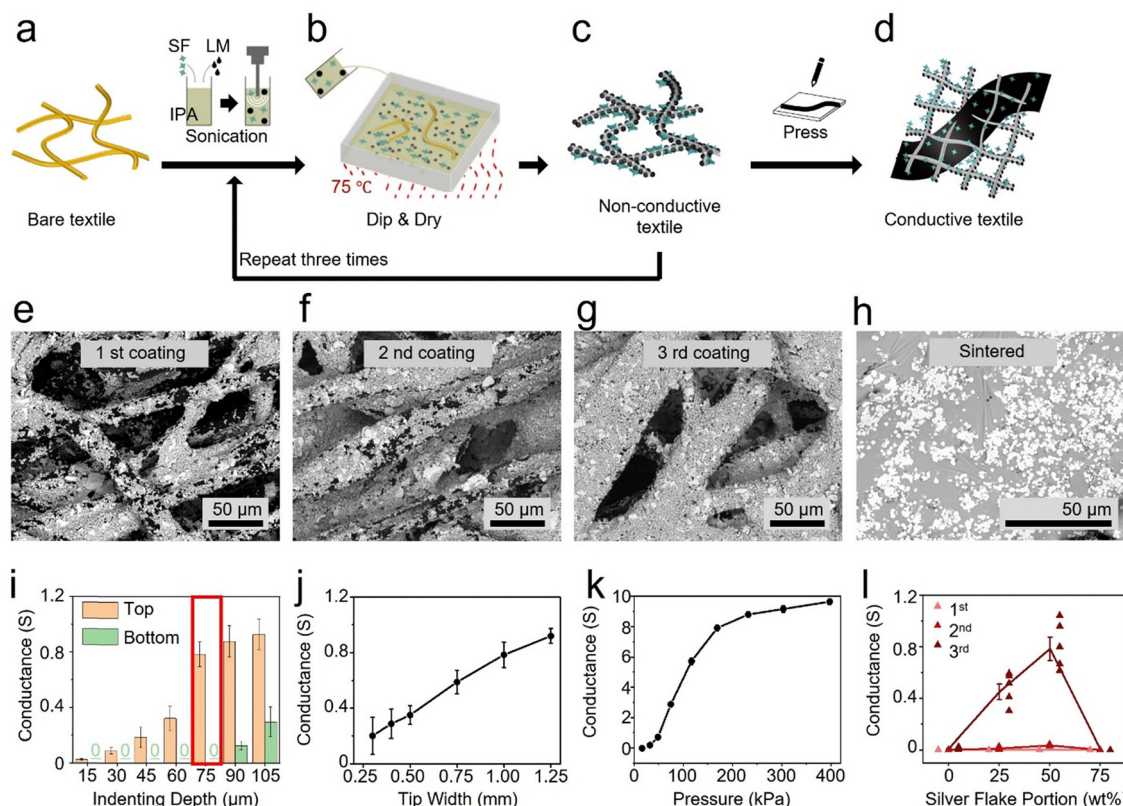 a
SF
LM
IPA
Sonication
b
c
d
75 ℃
Press
Bare textile
Dip & Dry
Non-conductive
textile
Conductive textile
Repeat three times
e
1 st coating
50 µm
f
2 nd coating
50 µm
g
3 rd coating
50 µm
h
Sintered
50 µm
i
Conductance (S)
1.2
0.8
0.4
0
Top
Bottom
0 0 0 0 0
15 30 45 60 75 90 105
Indenting Depth (µm)
j
Conductance (S)
1.2
0.8
0.4
0
0.25 0.50 0.75 1.00 1.25
Tip Width (mm)
k
Conductance (S)
10
8
6
4
2
0
0 100 200 300 400
Pressure (kPa)
l
Conductance (S)
1.2
0.8
0.4
0
1st
2nd
3rd
0 25 50 75
Silver Flake Portion (wt%)